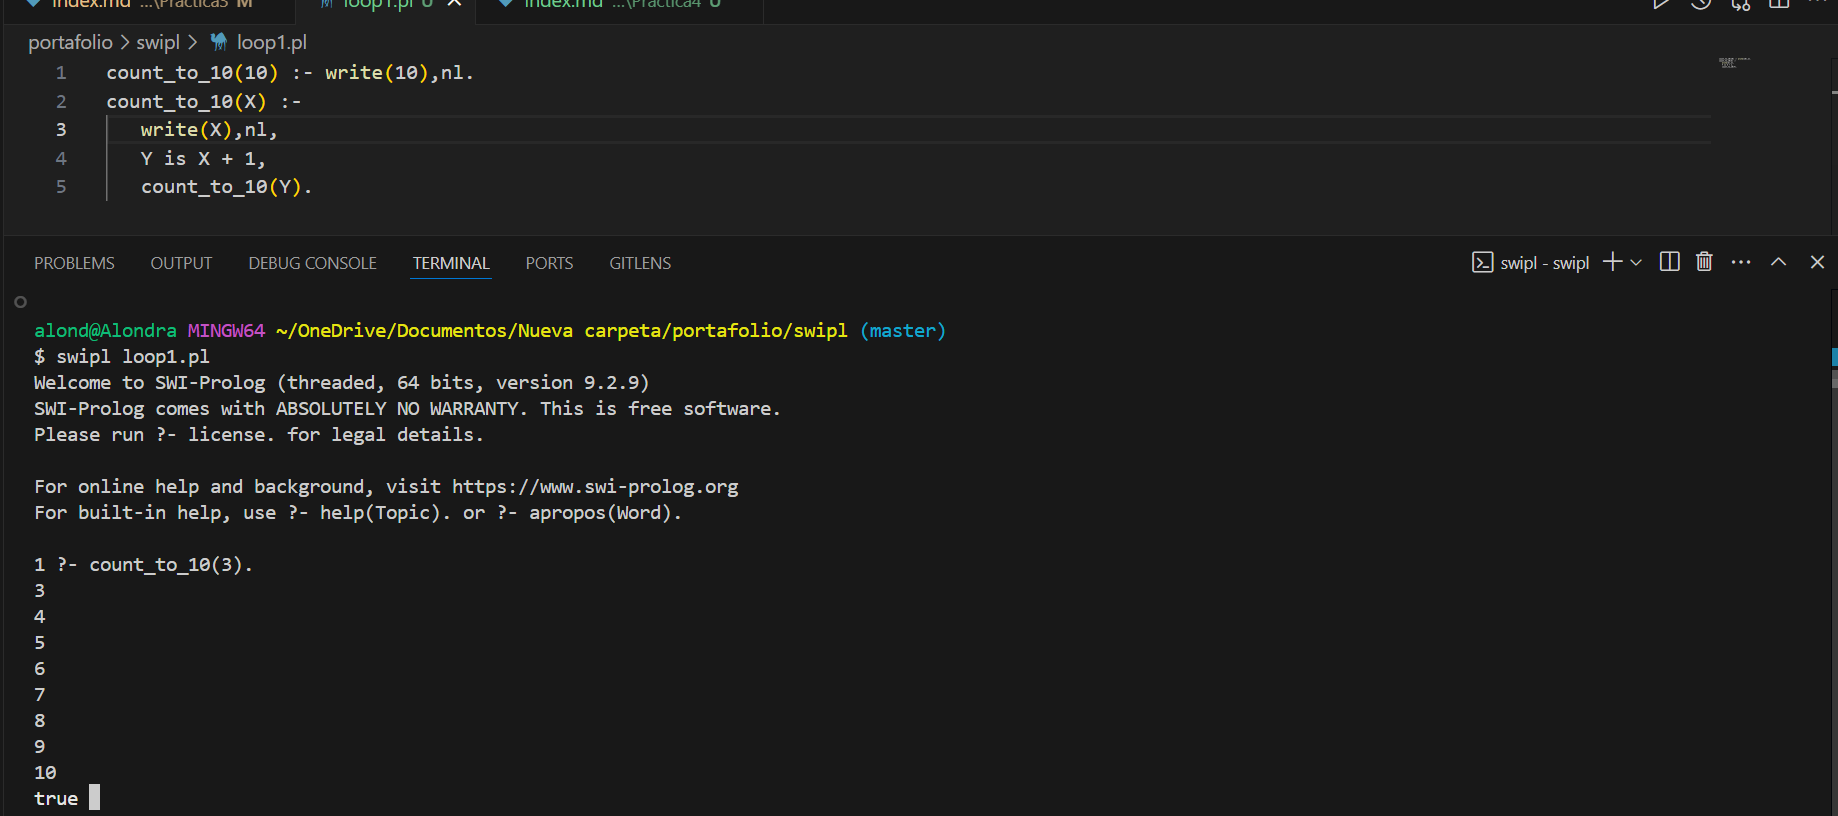 index.md ...\Practica3 M loop1.pl U index.md ...\Practica4 U
portafolio > swipl > loop1.pl
1 count_to_10(10) :- write(10),nl.
2 count_to_10(X) :-
3 write(X),nl,
4 Y is X + 1,
5 count_to_10(Y).
PROBLEMS OUTPUT DEBUG CONSOLE TERMINAL PORTS GITLENS swipl - swipl
alond@Alondra MINGW64 ~/OneDrive/Documentos/Nueva carpeta/portafolio/swipl (master)
$ swipl loop1.pl
Welcome to SWI-Prolog (threaded, 64 bits, version 9.2.9)
SWI-Prolog comes with ABSOLUTELY NO WARRANTY. This is free software.
Please run ?- license. for legal details.
For online help and background, visit https://www.swi-prolog.org
For built-in help, use ?- help(Topic). or ?- apropos(Word).
1 ?- count_to_10(3).
3
4
5
6
7
8
9
10
true